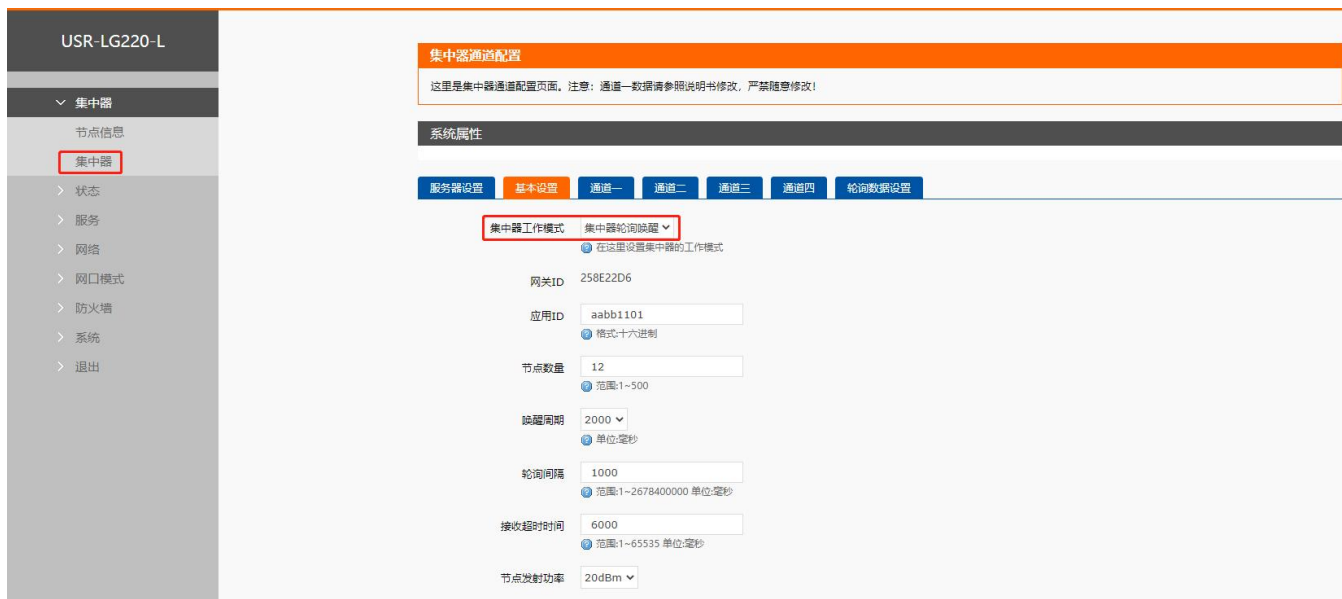 USR-LG220-L
集中器
节点信息
集中器
状态
服务
网络
网口模式
防火墙
系统
退出
集中器通道配置
这里是集中器通道配置页面。注意：通道一数据请参照说明书修改，严禁随意修改！
系统属性
服务器设置 基本设置 通道一 通道二 通道三 通道四 轮询数据设置
集中器工作模式 集中器轮询唤醒
在这里设置集中器的工作模式
网关ID 258E22D6
应用ID aabb1101
格式:十六进制
节点数量 12
范围:1~500
唤醒周期 2000
单位:毫秒
轮询间隔 1000
范围:1~2678400000 单位:毫秒
接收超时时间 6000
范围:1~65535 单位:毫秒
节点发射功率 20dBm